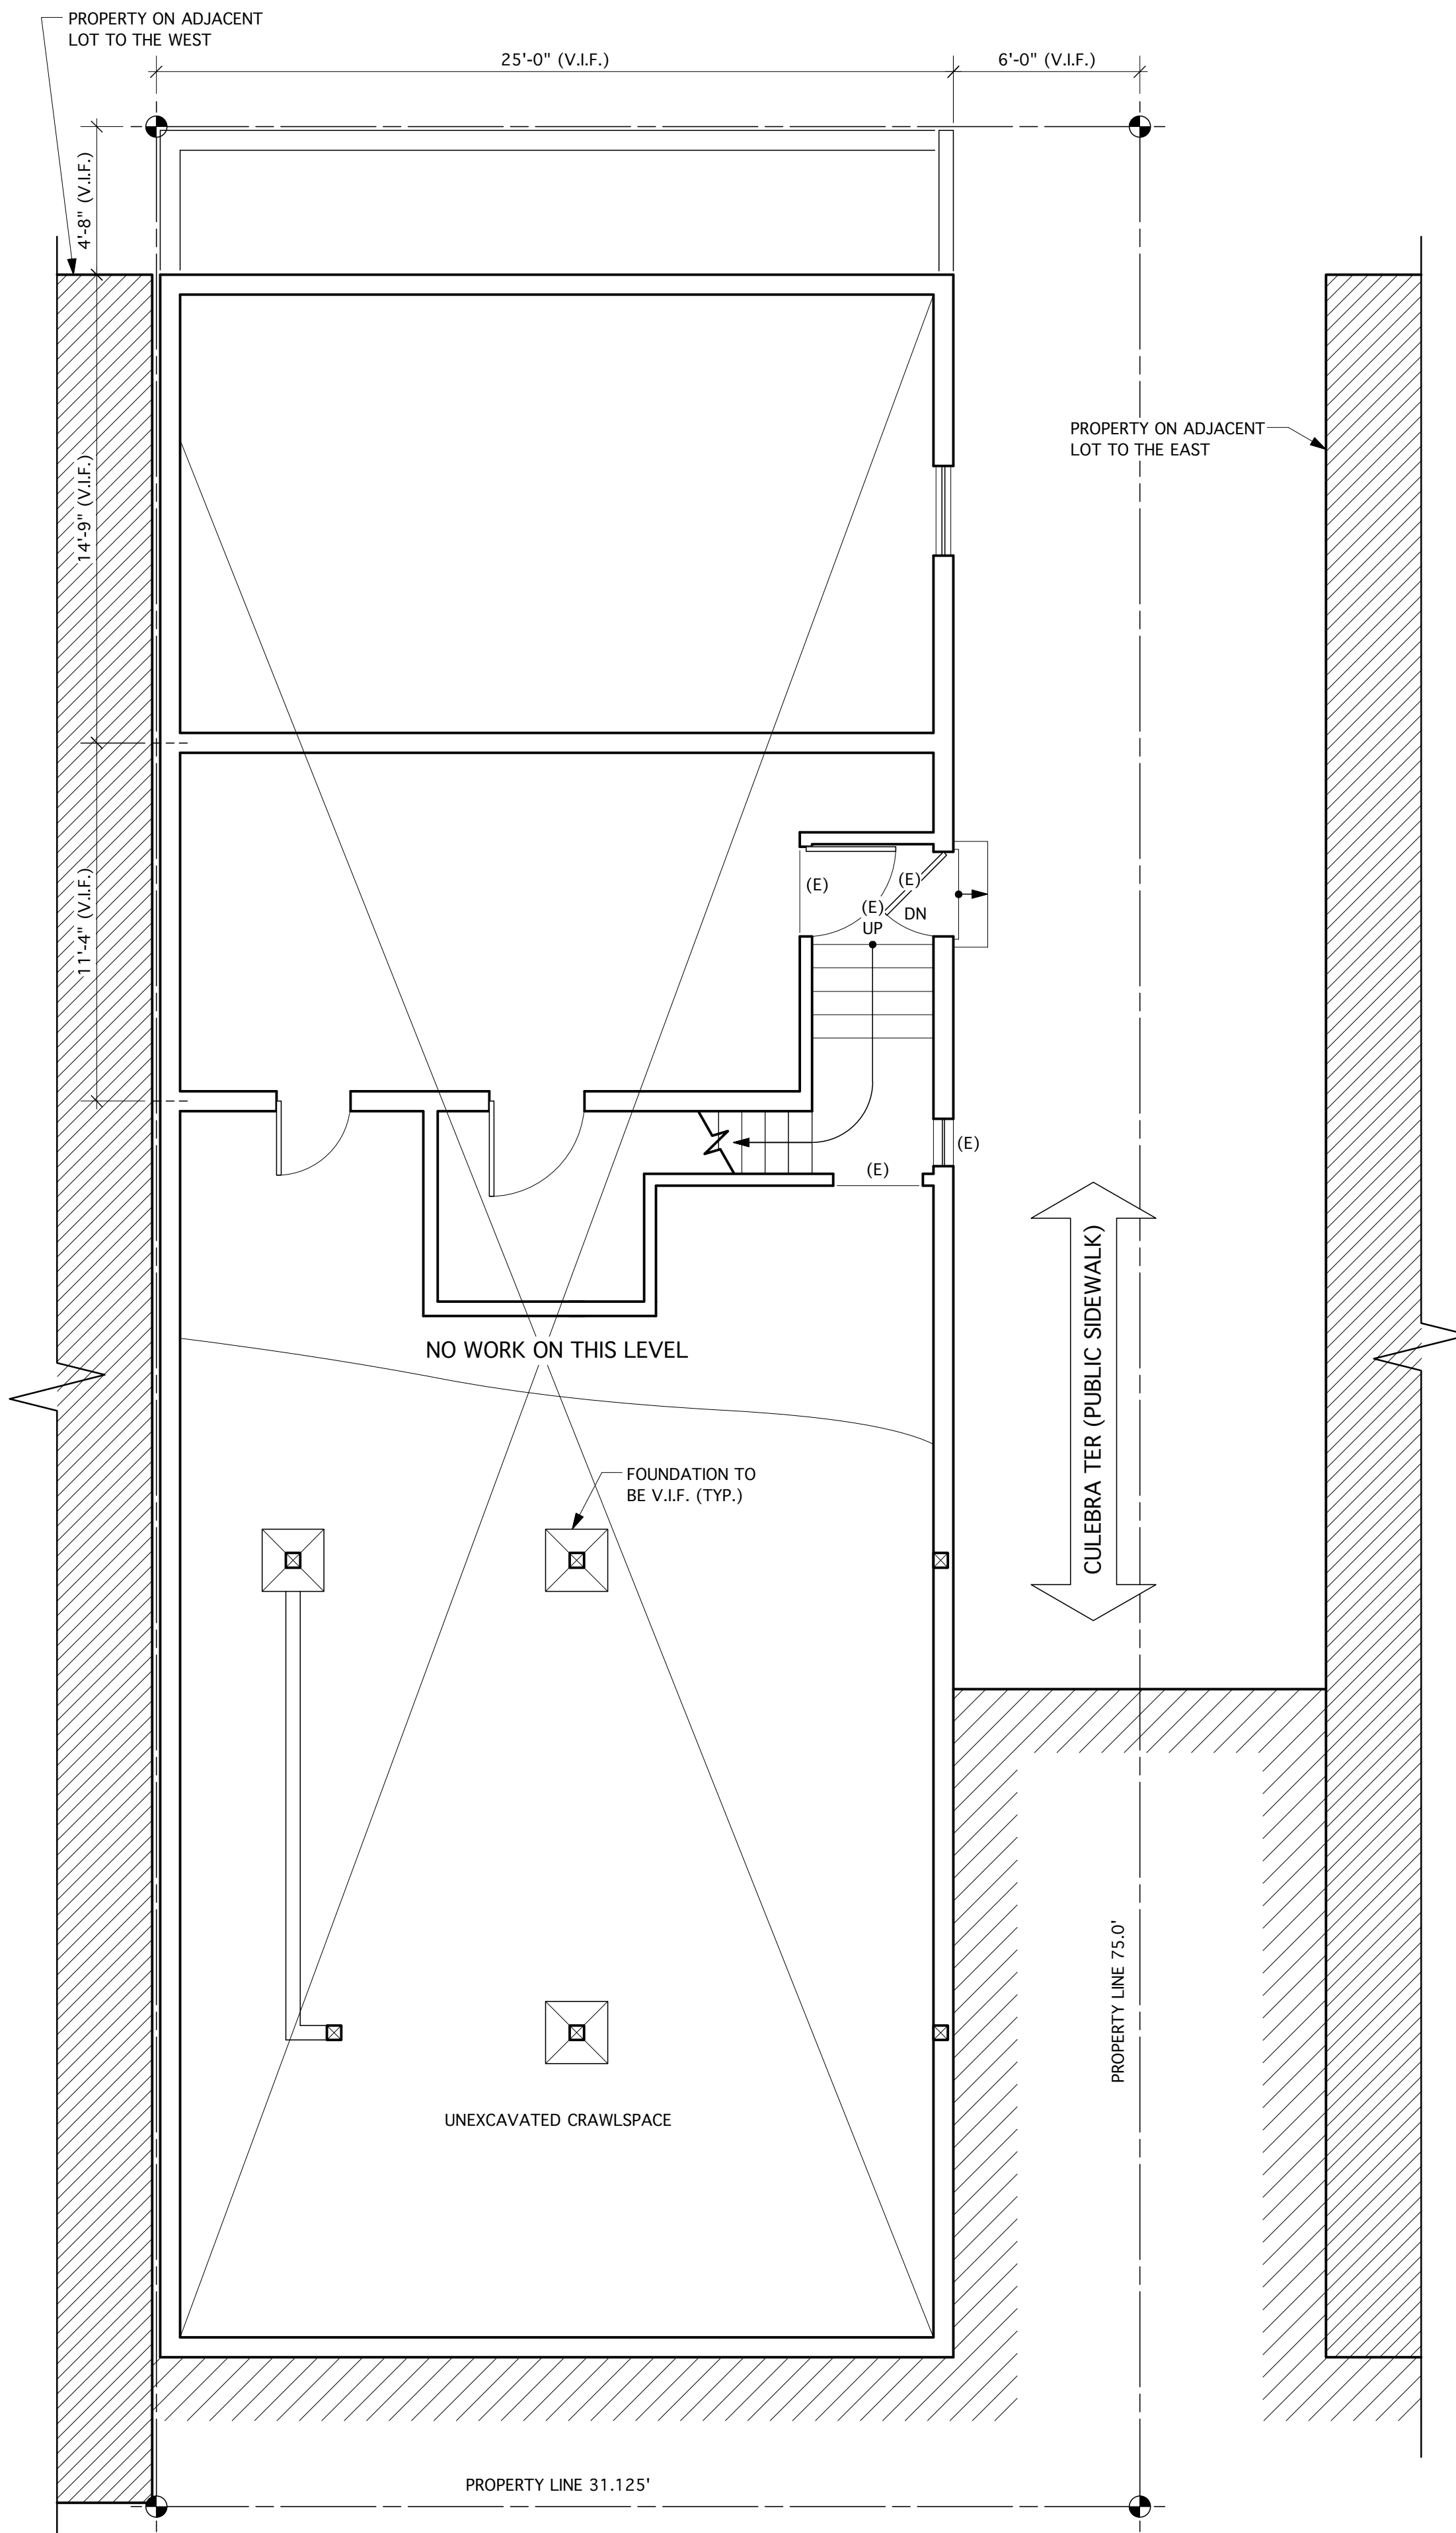 PROPERTY ON ADJACENT
LOT TO THE WEST
25'-0" (V.I.F.)
6'-0" (V.I.F.)
4'-8" (V.I.F.)
PROPERTY ON ADJACENT
LOT TO THE EAST
14'-9" (V.I.F.)
11'-4" (V.I.F.)
(E)
(E)
(E)
UP
DN
(E)
(E)
CULEBRA TER (PUBLIC SIDEWALK)
NO WORK ON THIS LEVEL
FOUNDATION TO
BE V.I.F. (TYP.)
PROPERTY LINE 75.0'
UNEXCAVATED CRAWLSPACE
PROPERTY LINE 31.125'